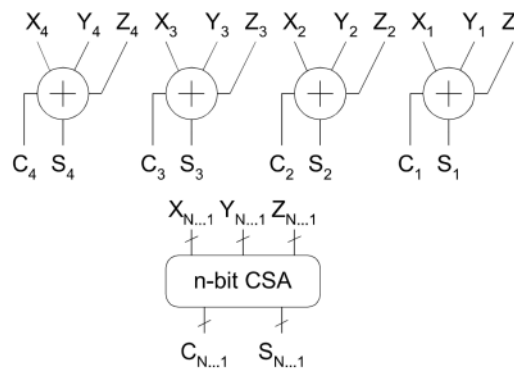 X4 Y4 Z4 X3 Y3 Z3 X2 Y2 Z2 X1 Y1 Z
+ + + +
C4 S4 C3 S3 C2 S2 C1 S1
XN...1 YN...1 ZN...1
n-bit CSA
CN...1 SN...1